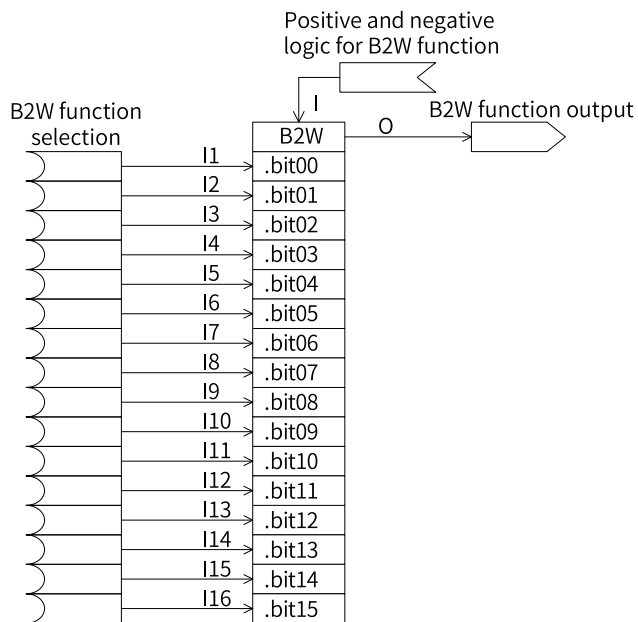 Positive and negative
logic for B2W function
I
B2W function
selection
B2W function output
B2W
O
I1
.bit00
I2
.bit01
I3
.bit02
I4
.bit03
I5
.bit04
I6
.bit05
I7
.bit06
I8
.bit07
I9
.bit08
I10
.bit09
I11
.bit10
I12
.bit11
I13
.bit12
I14
.bit13
I15
.bit14
I16
.bit15